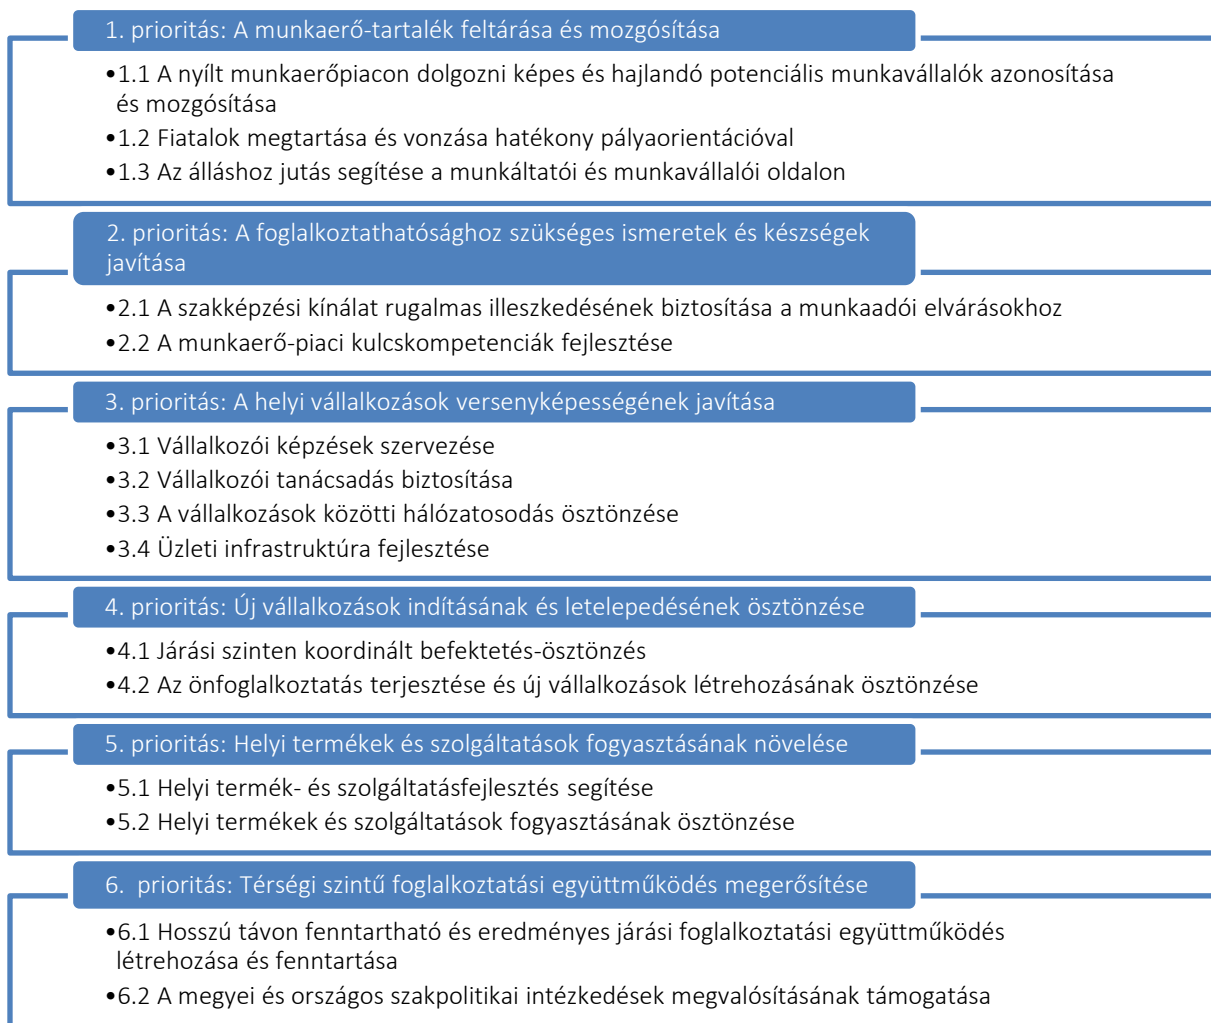 1. prioritás: A munkaerő-tartalék feltárása és mozgósítása
•1.1 A nyílt munkaerőpiacon dolgozni képes és hajlandó potenciális munkavállalók azonosítása
és mozgósítása
•1.2 Fiatalok megtartása és vonzása hatékony pályaorientációval
•1.3 Az álláshoz jutás segítése a munkáltatói és munkavállalói oldalon
2. prioritás: A foglalkoztathatósághoz szükséges ismeretek és készségek
javítása
•2.1 A szakképzési kínálat rugalmas illeszkedésének biztosítása a munkaadói elvárásokhoz
•2.2 A munkaerő-piaci kulcskompetenciák fejlesztése
3. prioritás: A helyi vállalkozások versenyképességének javítása
•3.1 Vállalkozói képzések szervezése
•3.2 Vállalkozói tanácsadás biztosítása
•3.3 A vállalkozások közötti hálózatosodás ösztönzése
•3.4 Üzleti infrastruktúra fejlesztése
4. prioritás: Új vállalkozások indításának és letelepedésének ösztönzése
•4.1 Járási szinten koordinált befektetés-ösztönzés
•4.2 Az önfoglalkoztatás terjesztése és új vállalkozások létrehozásának ösztönzése
5. prioritás: Helyi termékek és szolgáltatások fogyasztásának növelése
•5.1 Helyi termék- és szolgáltatásfejlesztés segítése
•5.2 Helyi termékek és szolgáltatások fogyasztásának ösztönzése
6. prioritás: Térségi szintű foglalkoztatási együttműködés megerősítése
•6.1 Hosszú távon fenntartható és eredményes járási foglalkoztatási együttműködés
létrehozása és fenntartása
•6.2 A megyei és országos szakpolitikai intézkedések megvalósításának támogatása